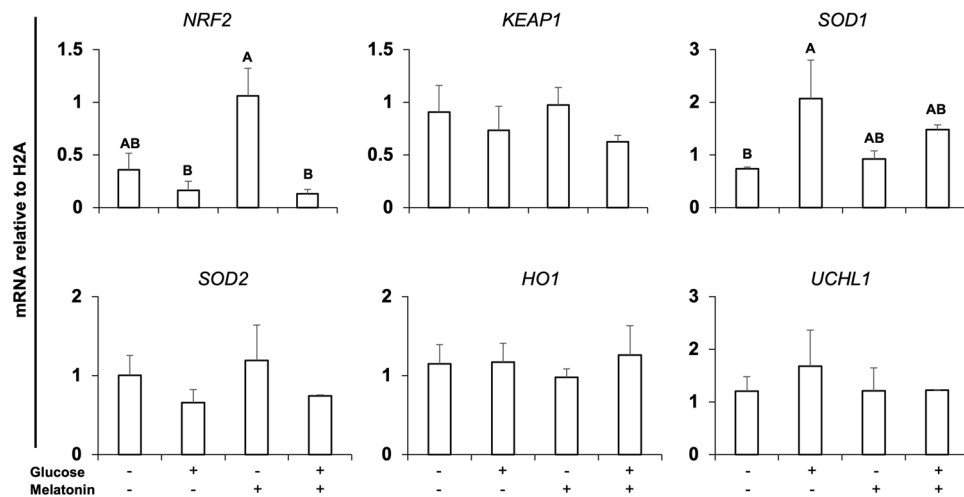 NRF2 KEAP1 SOD1
mRNA relative to H2A
1.5 1.5 3
1 1 2
0.5 0.5 1
0 0 0
AB B A B
B A AB AB
SOD2 HO1 UCHL1
2 2 3
1 1 2
0 0 1
0
Glucose - + - + - + - + - + - +
Melatonin - - + + - - + + - - + +